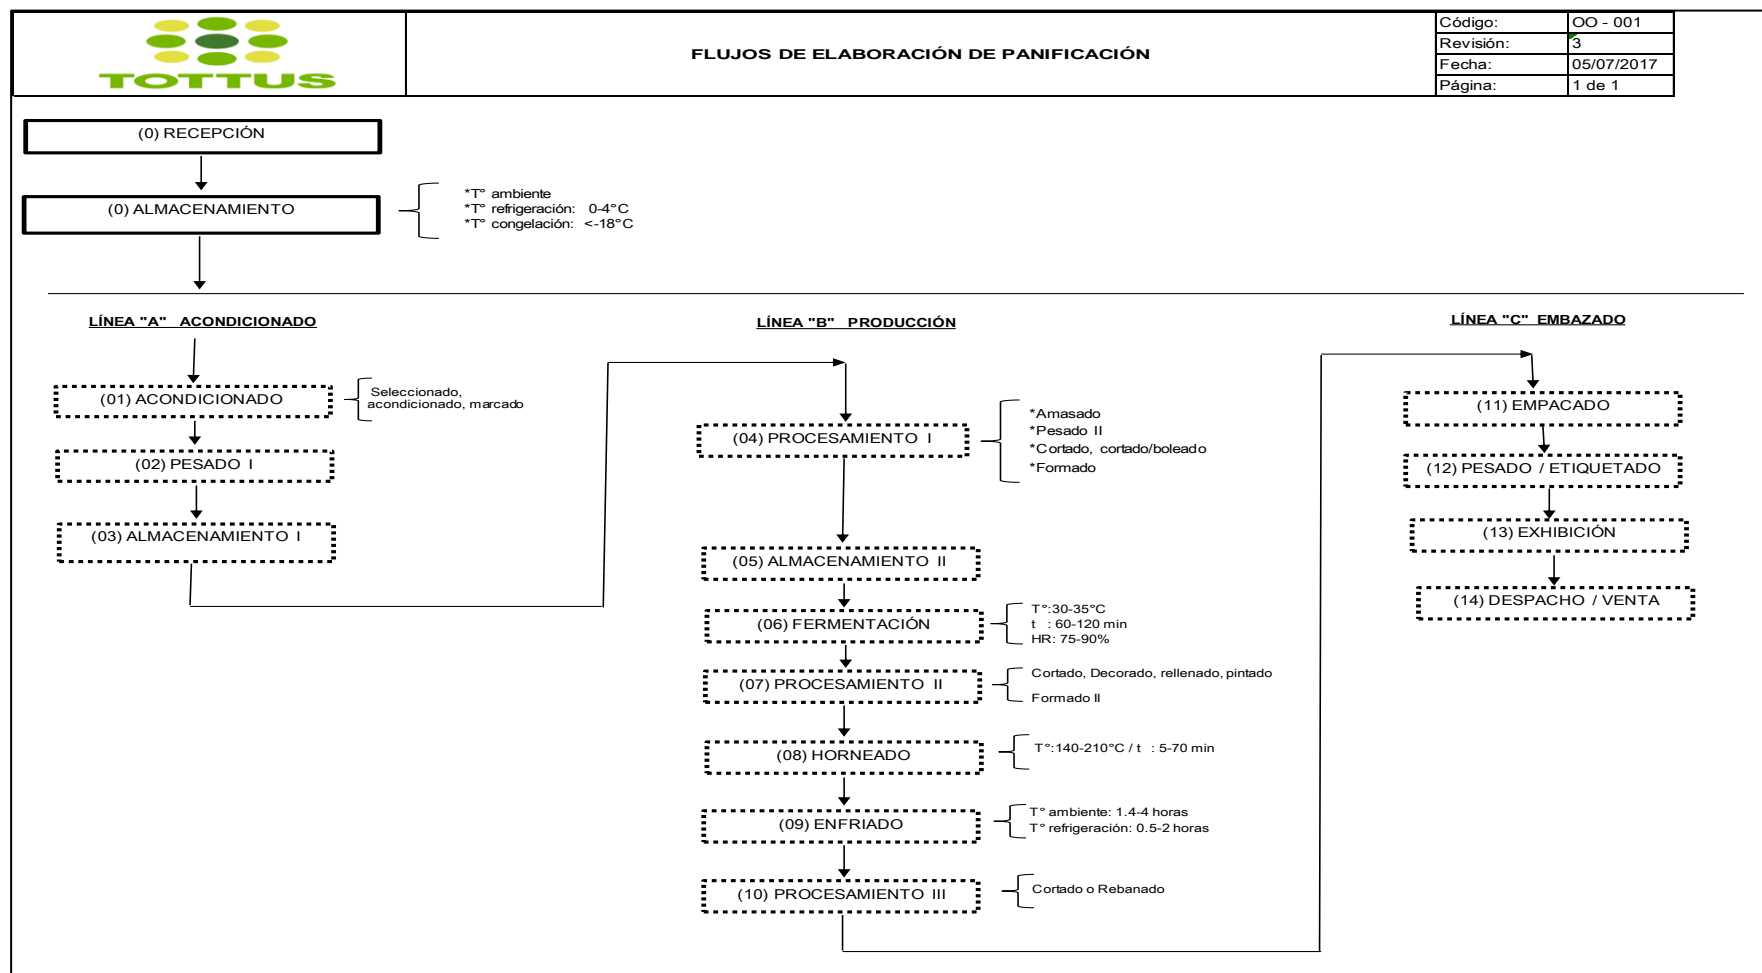 TOTTUS
FLUJOS DE ELABORACIÓN DE PANIFICACIÓN
Código: OO - 001
Revisión: 3
Fecha: 05/07/2017
Página: 1 de 1
(0) RECEPCIÓN
(0) ALMACENAMIENTO
*T° ambiente
*T° refrigeración: 0-4°C
*T° congelación: <-18°C
LÍNEA "A" ACONDICIONADO
(01) ACONDICIONADO
Seleccionado,
acondicionado, marcado
(02) PESADO I
(03) ALMACENAMIENTO I
LÍNEA "B" PRODUCCIÓN
(04) PROCESAMIENTO I
*Amasado
*Pesado II
*Cortado, cortado/boleado
*Formado
(05) ALMACENAMIENTO II
(06) FERMENTACIÓN
T°:30-35°C
t : 60-120 min
HR: 75-90%
(07) PROCESAMIENTO II
Cortado, Decorado, rellenado, pintado
Formado II
(08) HORNEADO
T°:140-210°C / t : 5-70 min
(09) ENFRIADO
T° ambiente: 1.4-4 horas
T° refrigeración: 0.5-2 horas
(10) PROCESAMIENTO III
Cortado o Rebanado
LÍNEA "C" EMBAZADO
(11) EMPACADO
(12) PESADO / ETIQUETADO
(13) EXHIBICIÓN
(14) DESPACHO / VENTA